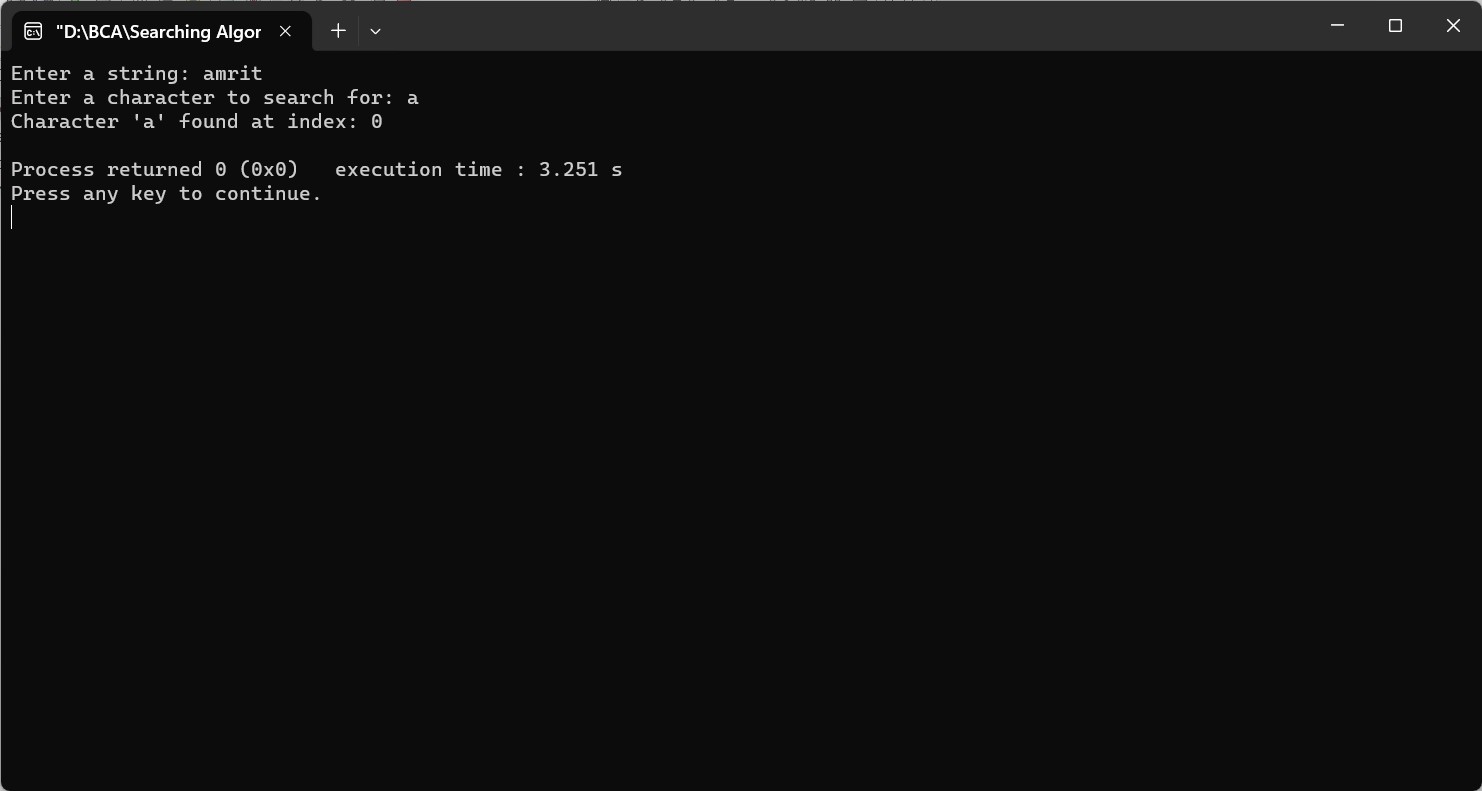 "D:\BCA\Searching Algor
Enter a string: amrit
Enter a character to search for: a
Character 'a' found at index: 0
Process returned 0 (0x0)   execution time : 3.251 s
Press any key to continue.